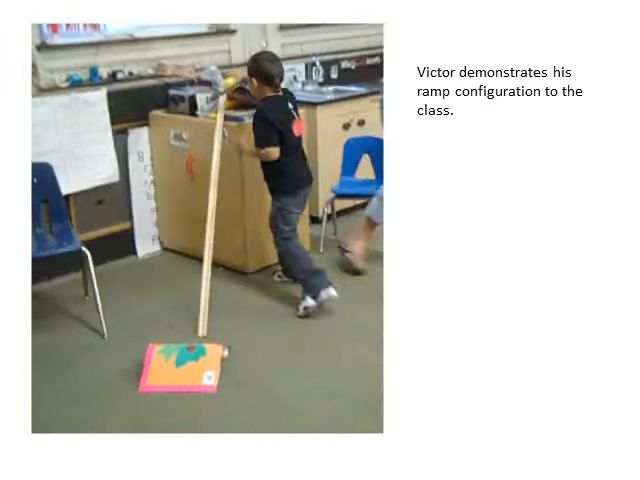 Victor demonstrates his
ramp configuration to the
class.